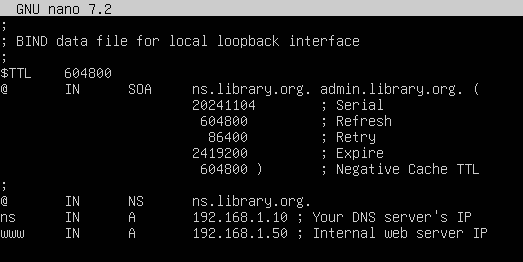 GNU nano 7.2
;
; BIND data file for local loopback interface
;
$TTL    604800
@       IN      SOA     ns.library.org. admin.library.org. (
                        20241104        ; Serial
                         604800         ; Refresh
                          86400         ; Retry
                        2419200         ; Expire
                         604800 )       ; Negative Cache TTL
;
@       IN      NS      ns.library.org.
ns      IN      A       192.168.1.10 ; Your DNS server's IP
www     IN      A       192.168.1.50 ; Internal web server IP